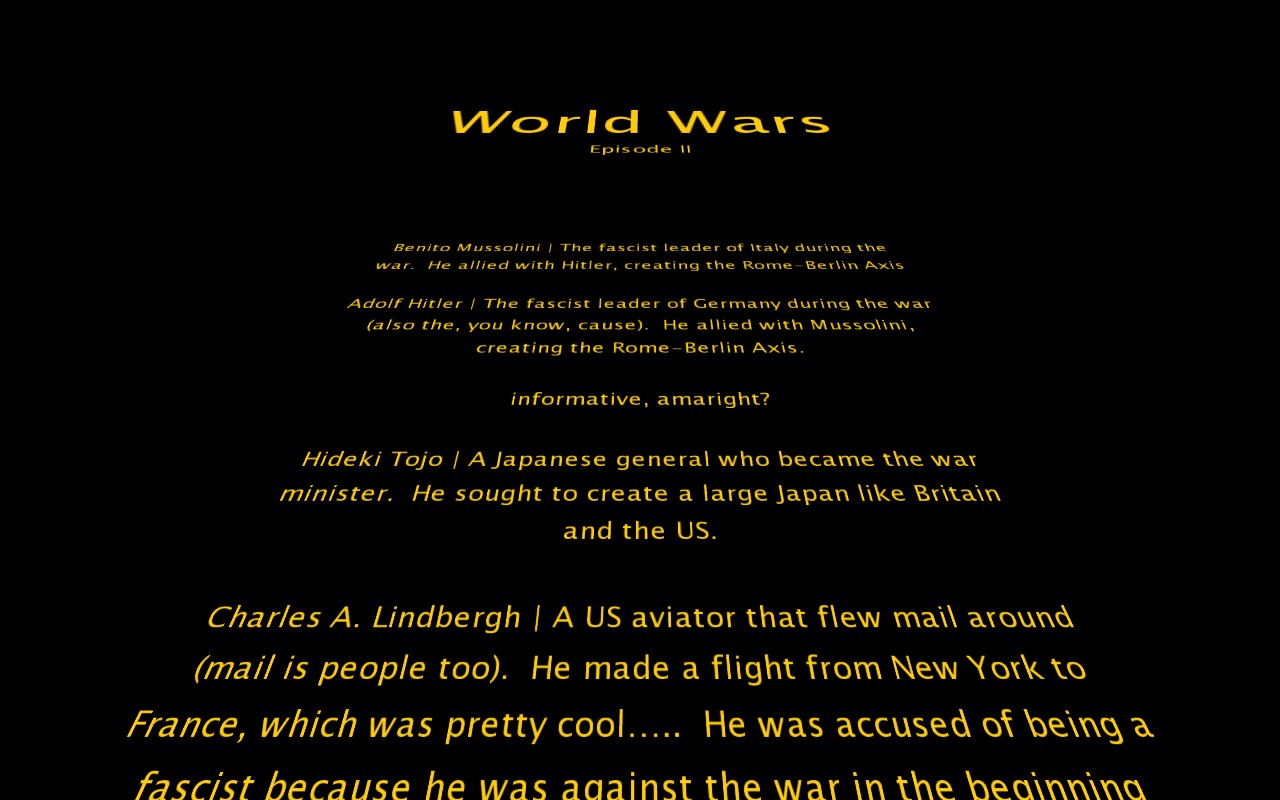 World Wars
Episode II
Benito Mussolini | The fascist leader of Italy during the
war.  He allied with Hitler, creating the Rome-Berlin Axis
Adolf Hitler | The fascist leader of Germany during the war
(also the, you know, cause).  He allied with Mussolini,
creating the Rome-Berlin Axis.
informative, amaright?
Hideki Tojo | A Japanese general who became the war
minister.  He sought to create a large Japan like Britain
and the US.
Charles A. Lindbergh | A US aviator that flew mail around
(mail is people too).  He made a flight from New York to
France, which was pretty cool.....  He was accused of being a
fascist because he was against the war in the beginning